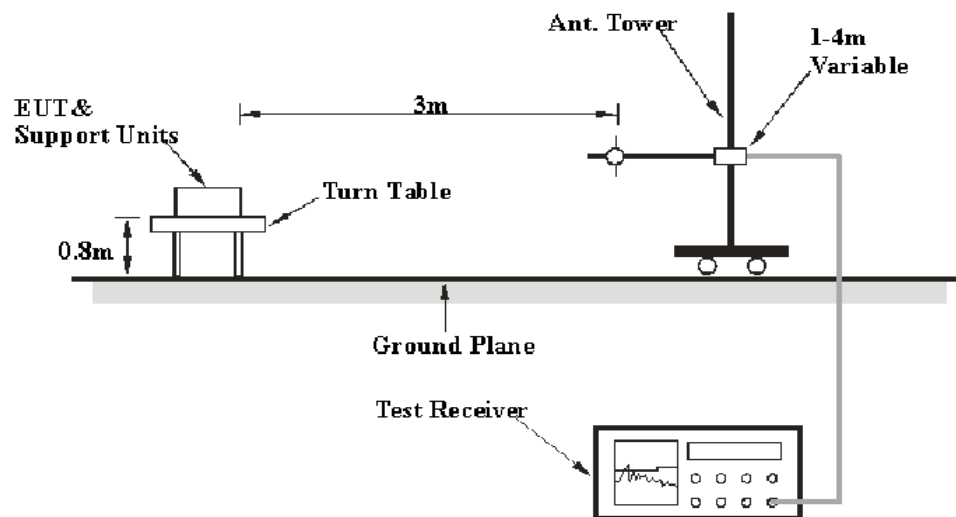 Ant. Tower
1-4m
Variable
3m
EUT&
Support Units
Turn Table
0.8m
Ground Plane
Test Receiver